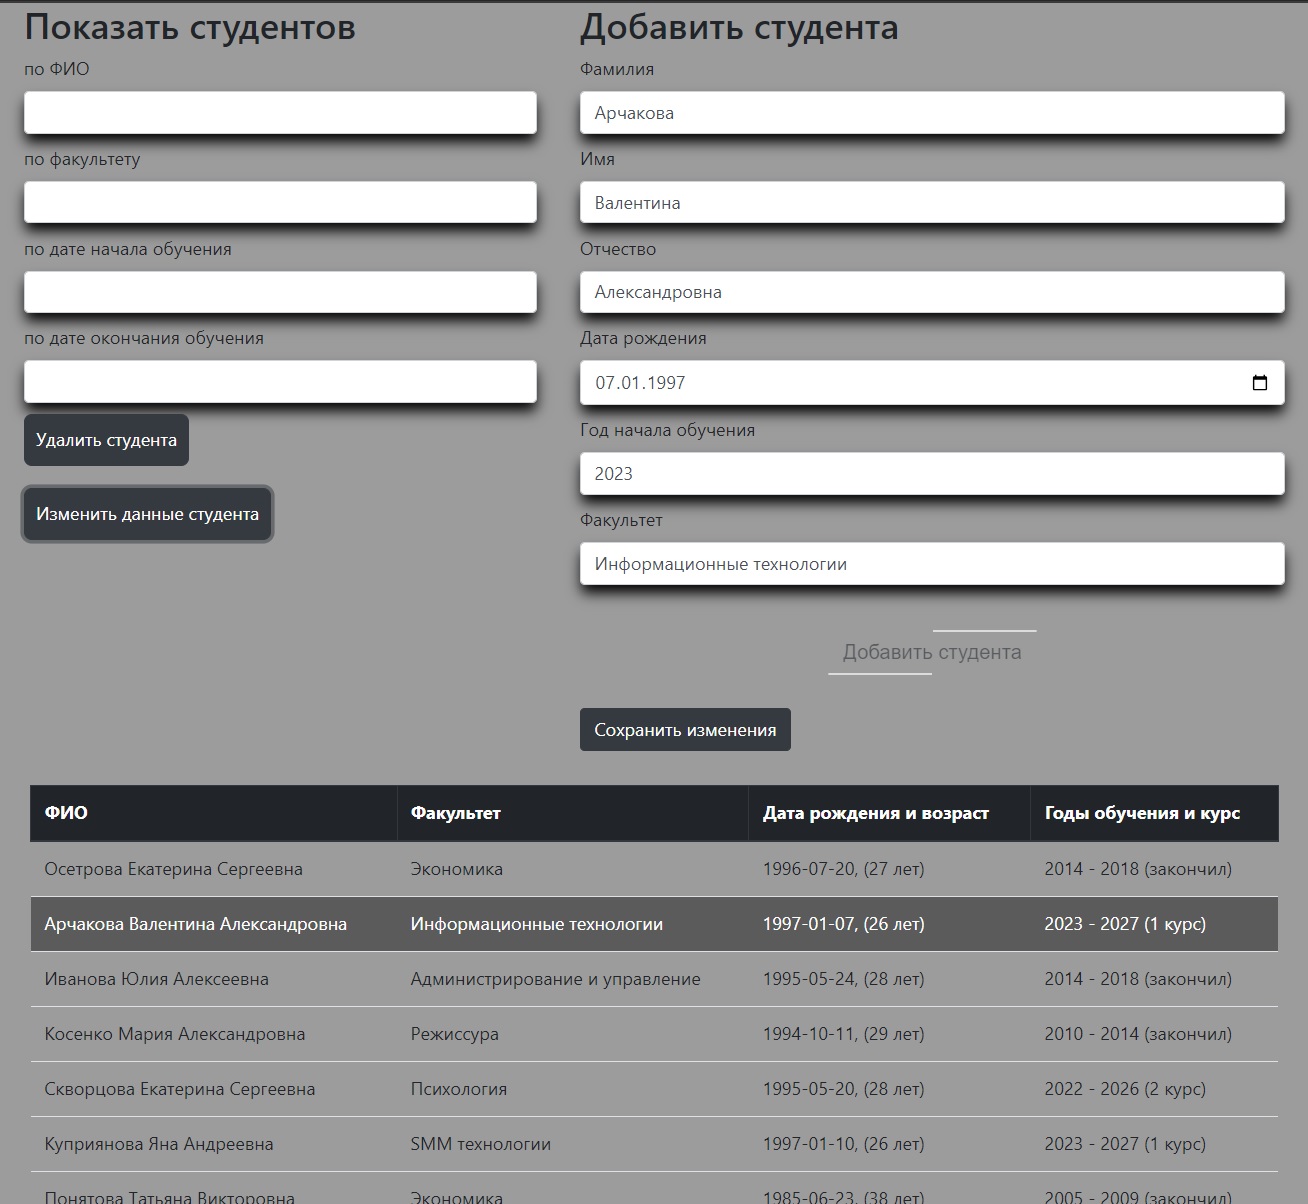 Показать студентов
по ФИО
по факультету
по дате начала обучения
по дате окончания обучения
Удалить студента
Изменить данные студента
Добавить студента
Фамилия
Арчакова
Имя
Валентина
Отчество
Александровна
Дата рождения
07.01.1997
Год начала обучения
2023
Факультет
Информационные технологии
Добавить студента
Сохранить изменения
ФИО Факультет Дата рождения и возраст Годы обучения и курс
Осетрова Екатерина Сергеевна Экономика 1996-07-20, (27 лет) 2014 - 2018 (закончил)
Арчакова Валентина Александровна Информационные технологии 1997-01-07, (26 лет) 2023 - 2027 (1 курс)
Иванова Юлия Алексеевна Администрирование и управление 1995-05-24, (28 лет) 2014 - 2018 (закончил)
Косенко Мария Александровна Режиссура 1994-10-11, (29 лет) 2010 - 2014 (закончил)
Скворцова Екатерина Сергеевна Психология 1995-05-20, (28 лет) 2022 - 2026 (2 курс)
Куприянова Яна Андреевна SMM технологии 1997-01-10, (26 лет) 2023 - 2027 (1 курс)
Понятова Татьяна Викторовна Экономика 1985-06-23, (38 лет) 2005 - 2009 (закончил)